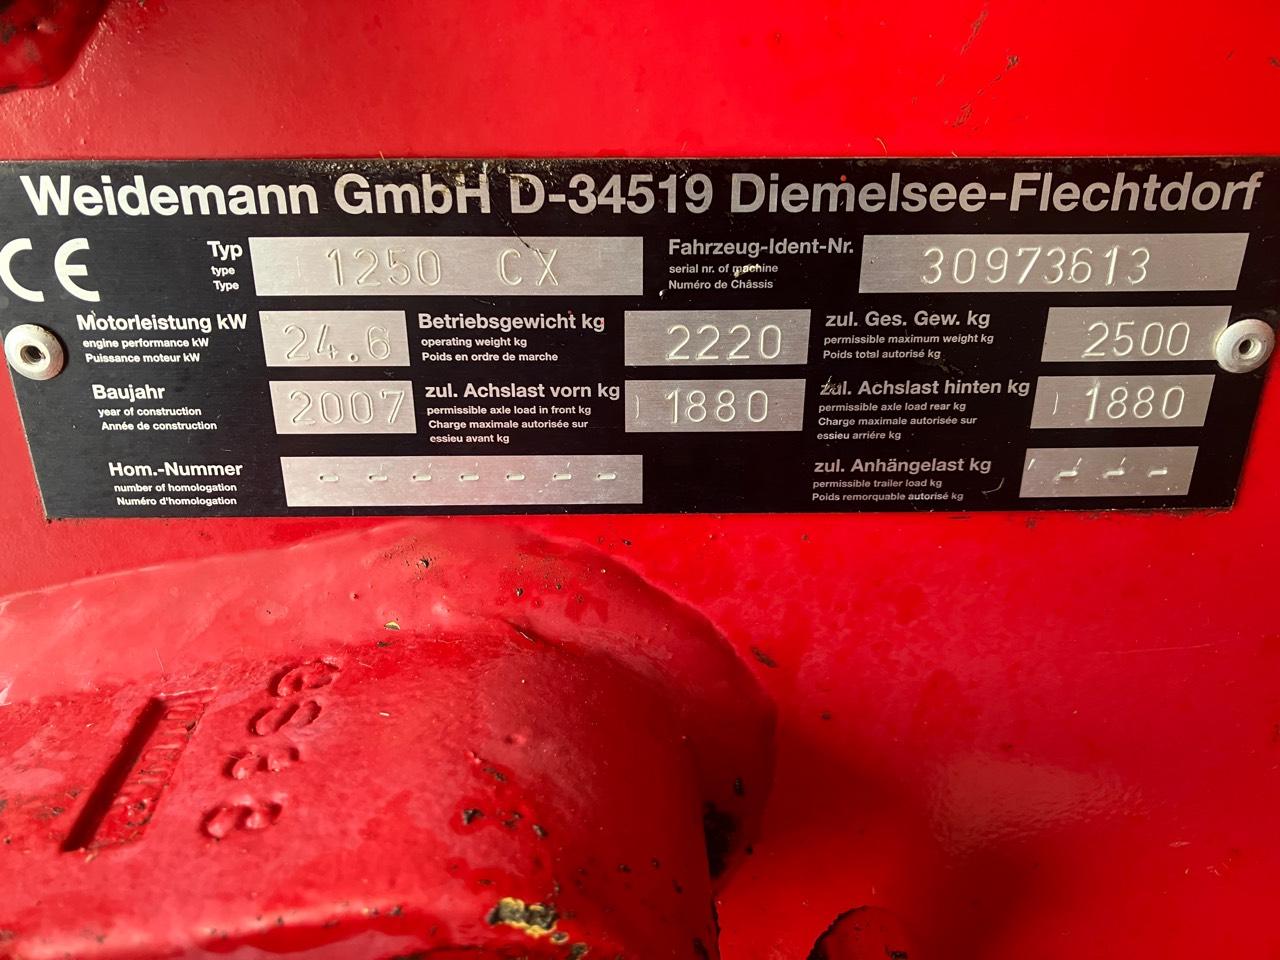 Weidemann GmbH D-34519 Diemelsee-Flechtdorf
CE
Typ
type
Type
1250 CX
Fahrzeug-Ident-Nr.
serial nr. of machine
Numéro de Châssis
30973613
Motorleistung kW
engine performance kW
Puissance moteur kW
24.6
Betriebsgewicht kg
operating weight kg
Poids en ordre de marche
2220
zul. Ges. Gew. kg
permissible maximum weight kg
Poids total autorisé kg
2500
Baujahr
year of construction
Année de construction
2007
zul. Achslast vorn kg
permissible axle load in front kg
Charge maximale autorisée sur
essieu avant kg
1880
zul. Achslast hinten kg
permissible axle load rear kg
Charge maximale autorisée sur
essieu arriére kg
1880
Hom.-Nummer
number of homologation
Numéro d'homologation
- - - - - - -
zul. Anhängelast kg
permissible trailer load kg
Poids remorquable autorisé kg
- - -